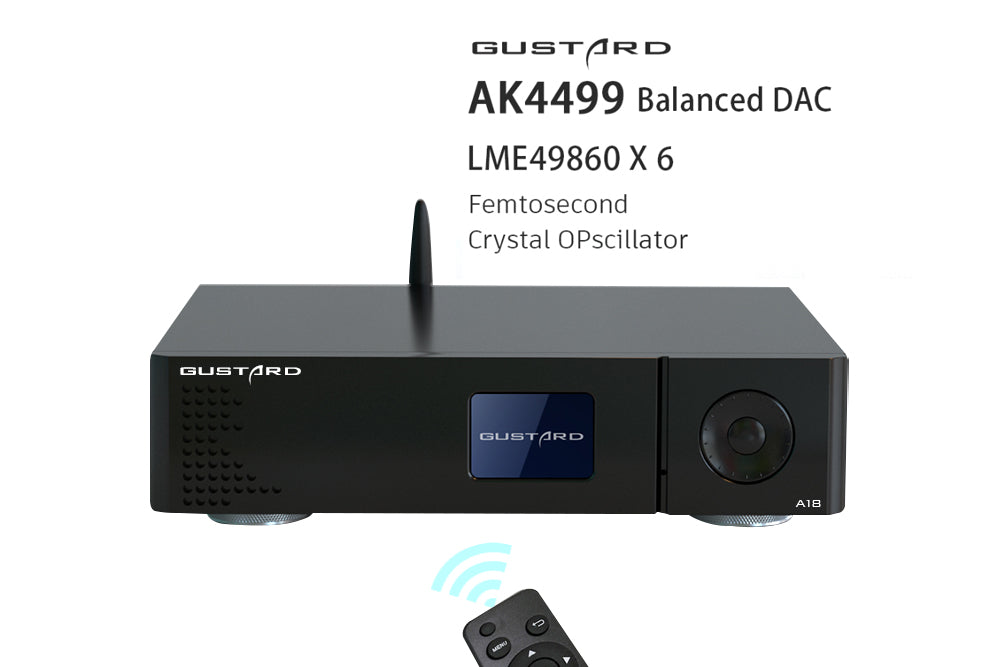 GUSTARD
AK4499 Balanced DAC
LME49860 X 6
Femtosecond
Crystal OPscillator
GUSTARD
GUSTARD
A18
MENU